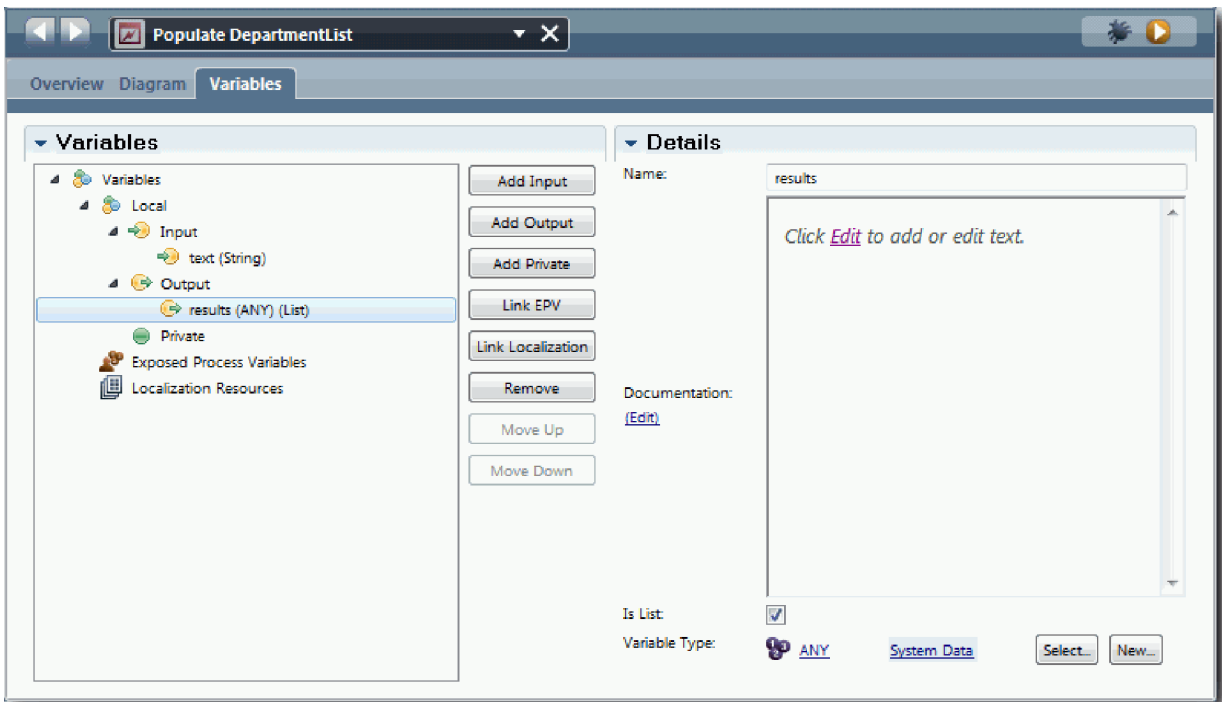 Populate DepartmentList
Overview Diagram Variables
Variables
Variables
Local
Input
text (String)
Output
results (ANY) (List)
Private
Exposed Process Variables
Localization Resources
Add Input
Add Output
Add Private
Link EPV
Link Localization
Remove
Move Up
Move Down
Details
Name: results
Click Edit to add or edit text.
Documentation:
(Edit)
Is List:
Variable Type: ANY System Data Select... New...